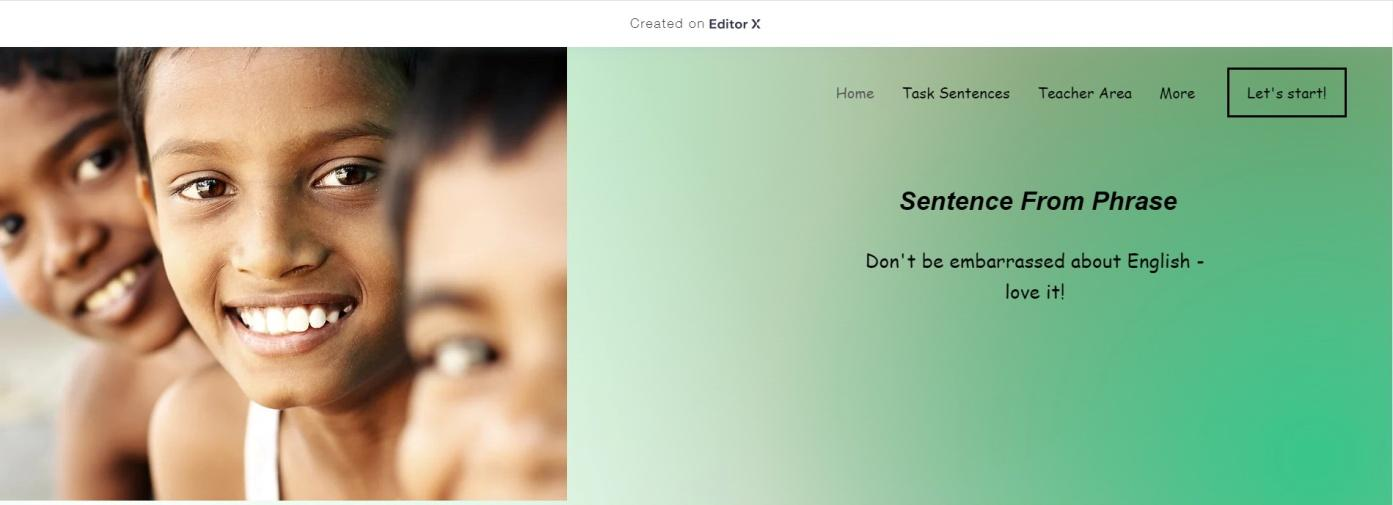 Created on Editor X
Home Task Sentences Teacher Area More Let's start!
Sentence From Phrase
Don't be embarrassed about English -
love it!